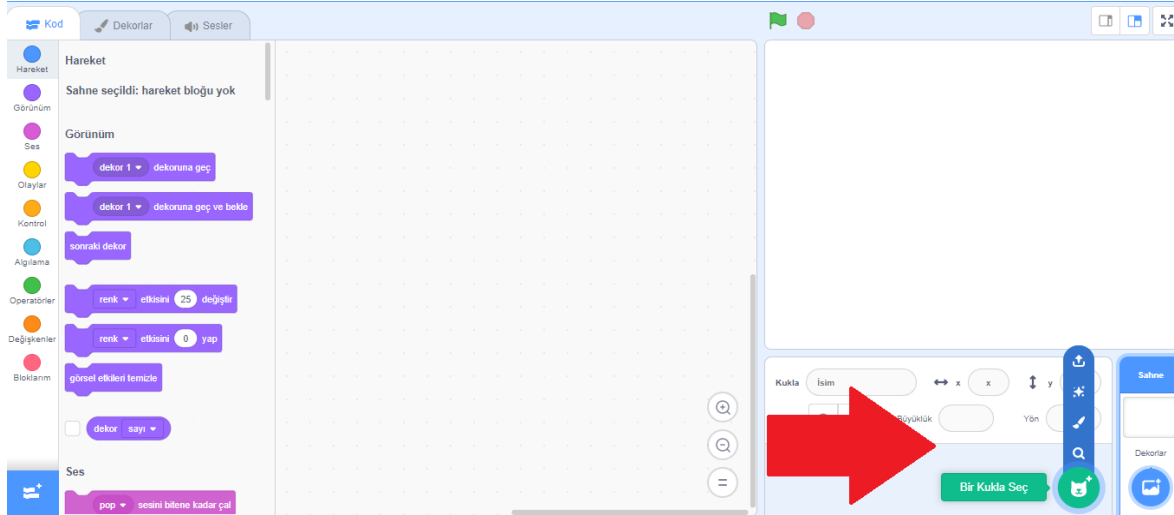 Kod
Dekorlar
Sesler
Hareket
Görünüm
Ses
Olaylar
Kontrol
Algılama
Operatörler
Değişkenler
Bloklarım
Hareket
Sahne seçildi: hareket bloğu yok
Görünüm
dekor 1 dekoruna geç
dekor 1 dekoruna geç ve bekle
sonraki dekor
renk etkisini 25 değiştir
renk etkisini 0 yap
görsel etkileri temizle
dekor sayı
Ses
pop sesini bitene kadar çal
Kukla İsim x x y
Büyüklük Yön
Bir Kukla Seç
Sahne
Dekorlar